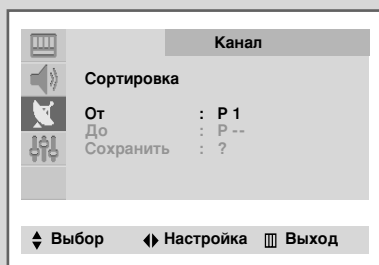 Канал
Сортировка
От : P 1
До : P --
Сохранить : ?
Выбор Настройка Выход